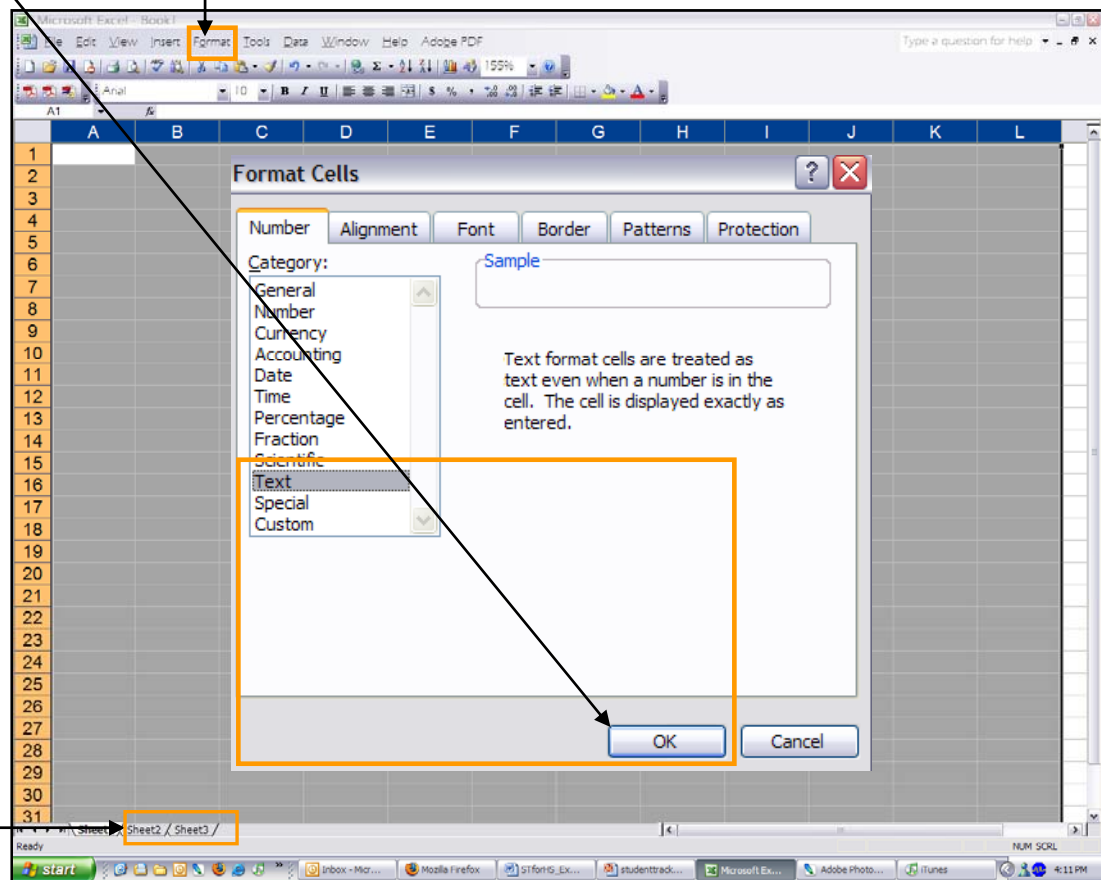 Microsoft Excel - Book1
File Edit View Insert Format Tools Data Window Help Adobe PDF
Type a question for help
155%
Arial 10 B I U $ % ,
A1 fx
A B C D E F G H I J K L
1
2
3
4
5
6
7
8
9
10
11
12
13
14
15
16
17
18
19
20
21
22
23
24
25
26
27
28
29
30
31
Format Cells
Number Alignment Font Border Patterns Protection
Category:
General
Number
Currency
Accounting
Date
Time
Percentage
Fraction
Scientific
Text
Special
Custom
Sample
Text format cells are treated as
text even when a number is in the
cell. The cell is displayed exactly as
entered.
OK Cancel
Sheet2 / Sheet3 /
Ready
NUM SCRL
start
Inbox - Micr... Mozilla Firefox STforHS_Ex... studenttrack... Microsoft Ex... Adobe Photo... iTunes 4:11 PM